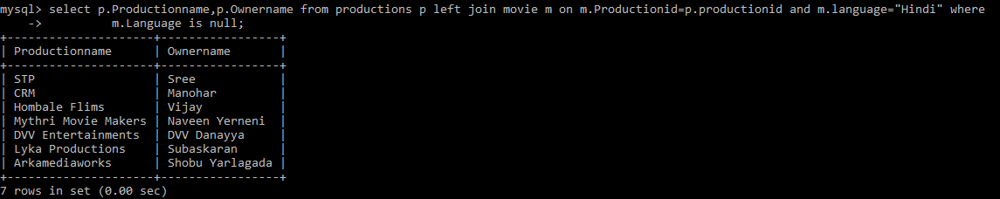 mysql> select p.Productionname,p.Ownername from productions p left join movie m on m.Productionid=p.productionid and m.language="Hindi" where
    ->          m.Language is null;
+---------------------+-----------------+
| Productionname      | Ownername       |
+---------------------+-----------------+
| STP                 | Sree            |
| CRM                 | Manohar         |
| Hombale Flims       | Vijay           |
| Mythri Movie Makers | Naveen Yerneni  |
| DVV Entertainments  | DVV Danayya     |
| Lyka Productions    | Subaskaran      |
| Arkamediaworks      | Shobu Yarlagada |
+---------------------+-----------------+
7 rows in set (0.00 sec)